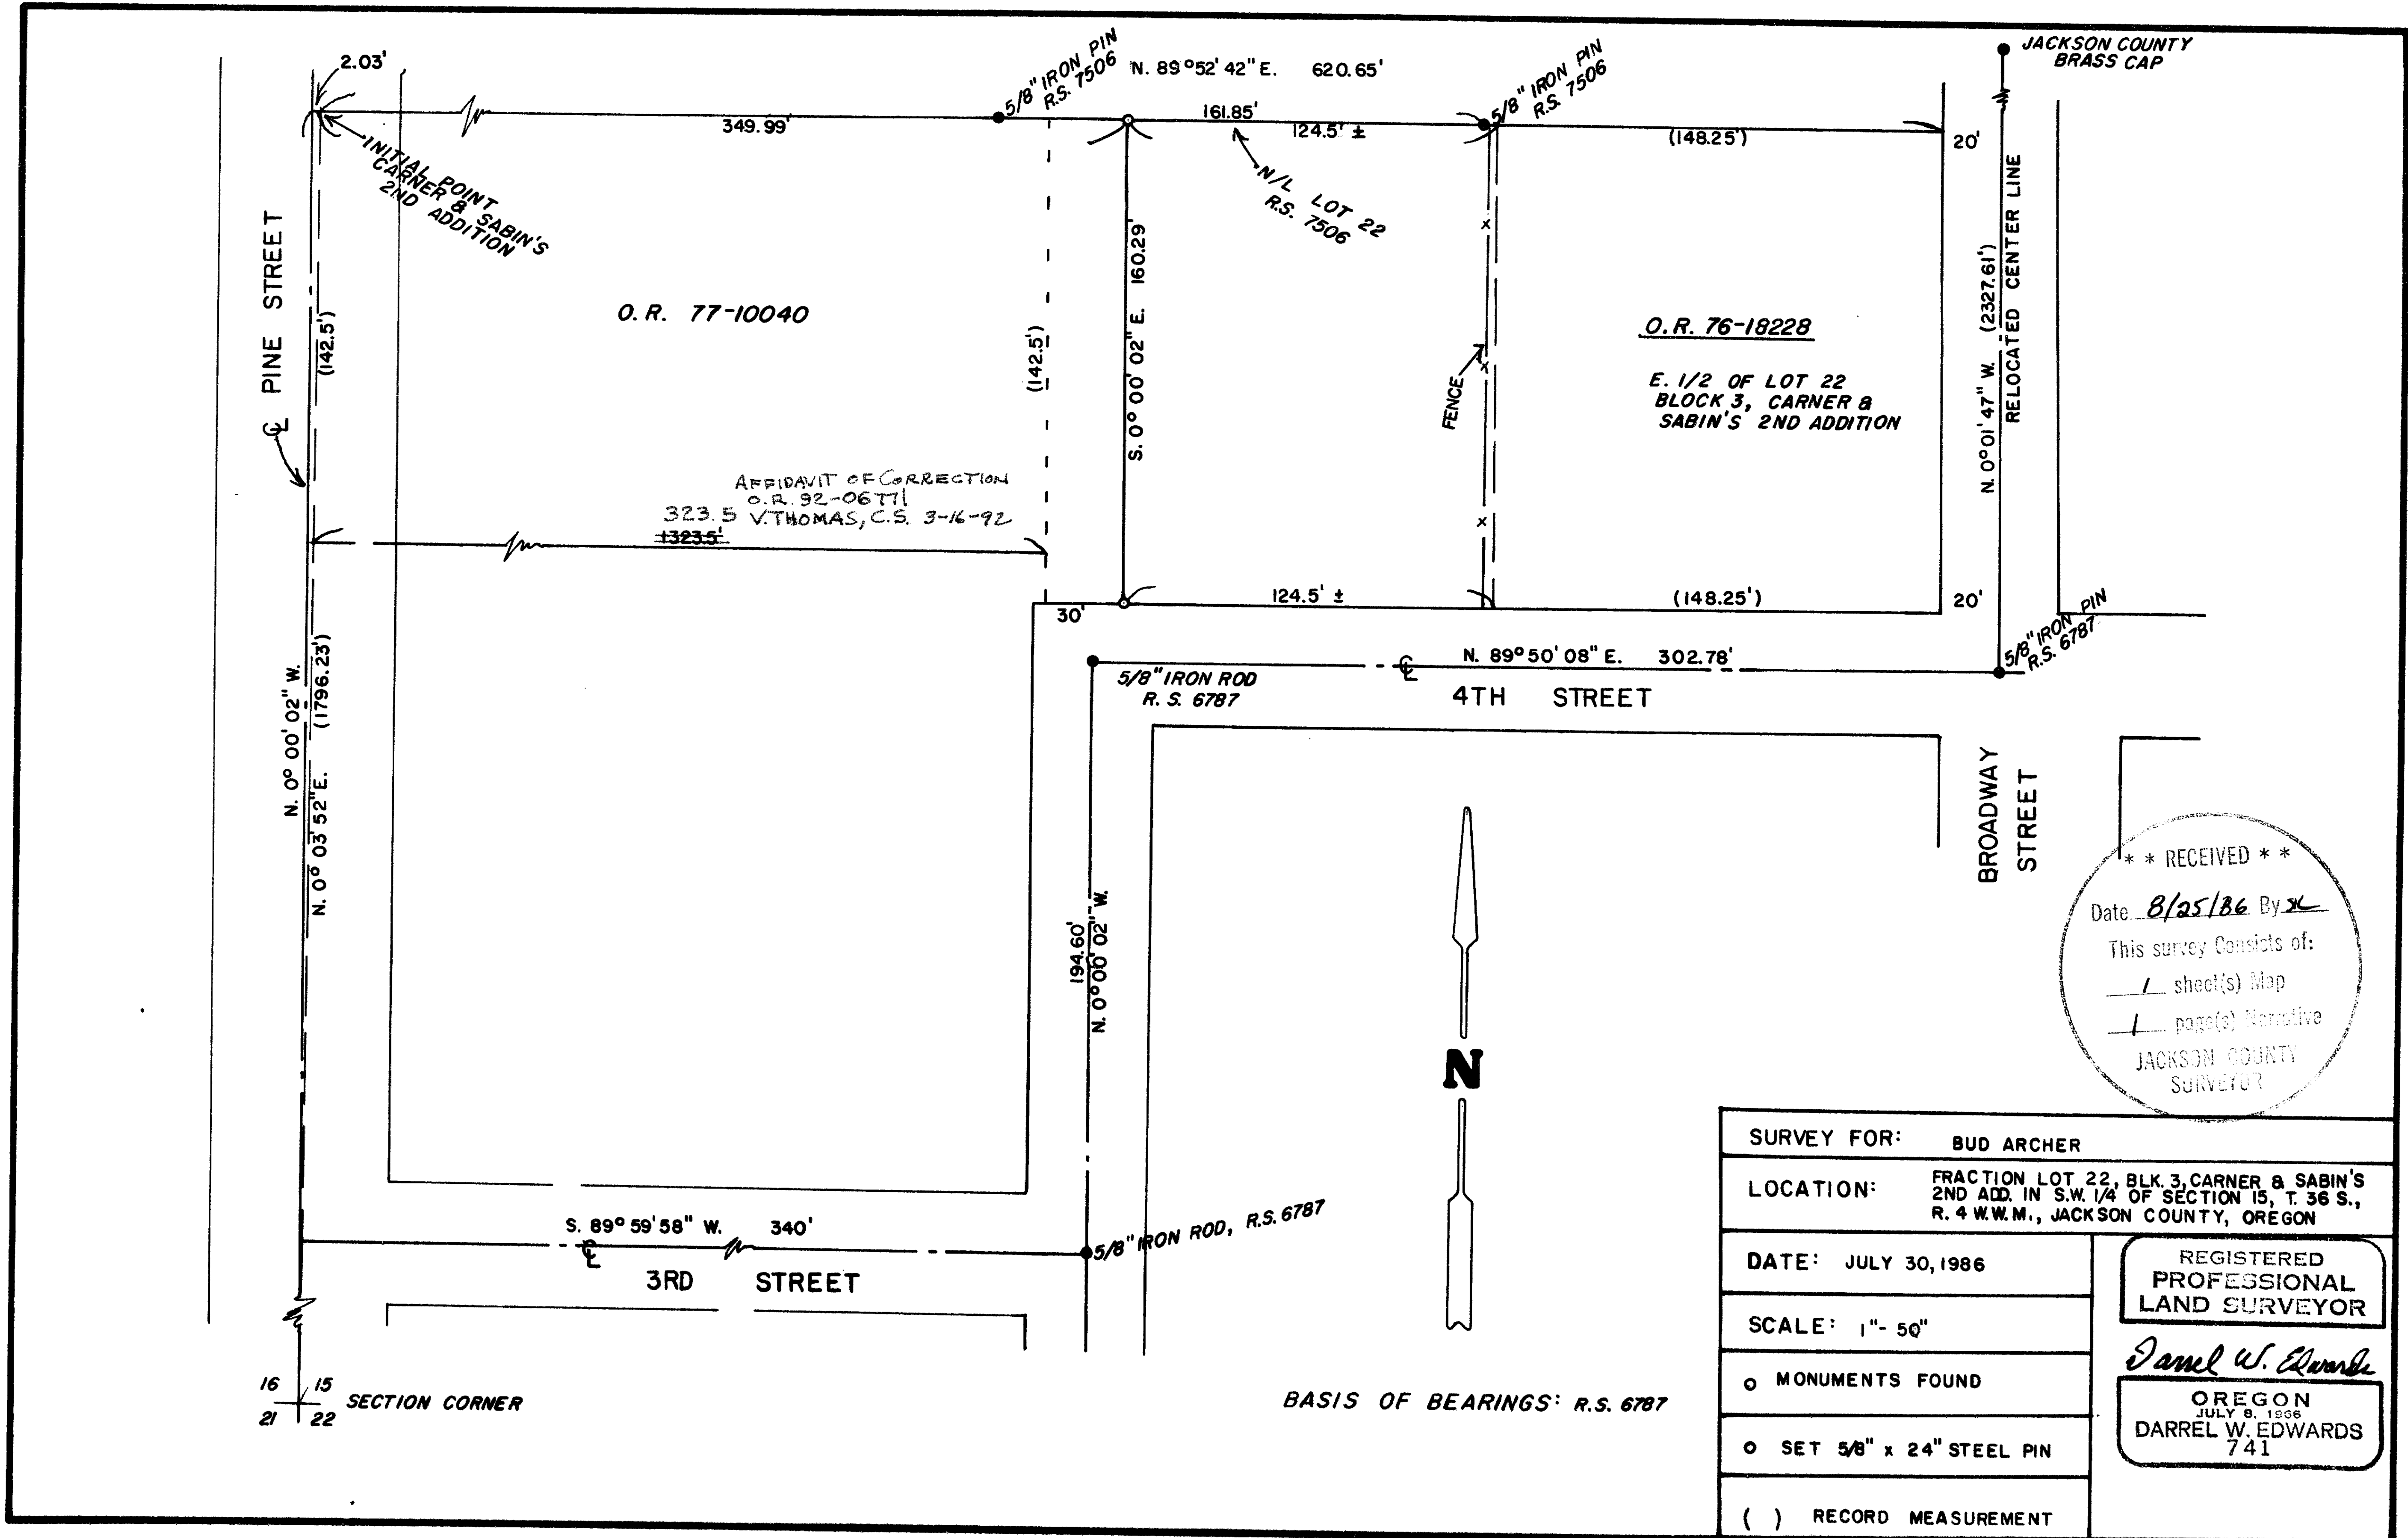 2.03'
5/8" IRON PIN
R.S. 7506
N. 89°52'42" E. 620.65'
5/8" IRON PIN
R.S. 7506
JACKSON COUNTY
BRASS CAP
349.99'
161.85'
124.5' ±
(148.25')
20'
INITIAL POINT
CARNER & SABIN'S
2ND ADDITION
N/L LOT 22
R.S. 7506
℄ PINE STREET
(142.5')
O.R. 77-10040
(142.5')
S. 0° 00' 02" E. 160.29'
FENCE
x
x
x
O.R. 76-18228
E. 1/2 OF LOT 22
BLOCK 3, CARNER &
SABIN'S 2ND ADDITION
N. 0°01'47" W. (2327.61')
RELOCATED CENTER LINE
AFFIDAVIT OF CORRECTION
O.R. 92-06771
323.5 V. THOMAS, C.S. 3-16-92
1323.5'
30'
124.5' ±
(148.25')
20'
5/8" IRON PIN
R.S. 6787
N. 89°50'08" E. 302.78'
℄
5/8" IRON ROD
R.S. 6787
4TH STREET
N. 0° 00' 02" W.
N. 0° 03' 52" E. (1796.23')
BROADWAY
STREET
194.60'
N. 0° 00' 02" W.
N
* * RECEIVED * *
Date 8/25/86 By
This survey Consists of:
1 sheet(s) Map
1 page(s) Narrative
JACKSON COUNTY
SURVEYOR
S. 89° 59' 58" W. 340'
℄
3RD STREET
5/8" IRON ROD, R.S. 6787
16 15
21 22
SECTION CORNER
BASIS OF BEARINGS: R.S. 6787
SURVEY FOR: BUD ARCHER
LOCATION: FRACTION LOT 22, BLK. 3, CARNER & SABIN'S
2ND ADD. IN S.W. 1/4 OF SECTION 15, T. 36 S.,
R. 4 W. W.M., JACKSON COUNTY, OREGON
DATE: JULY 30, 1986
SCALE: 1"- 50"
MONUMENTS FOUND
SET 5/8" x 24" STEEL PIN
( ) RECORD MEASUREMENT
REGISTERED
PROFESSIONAL
LAND SURVEYOR
Darrel W. Edwards
OREGON
JULY 8, 1966
DARREL W. EDWARDS
741